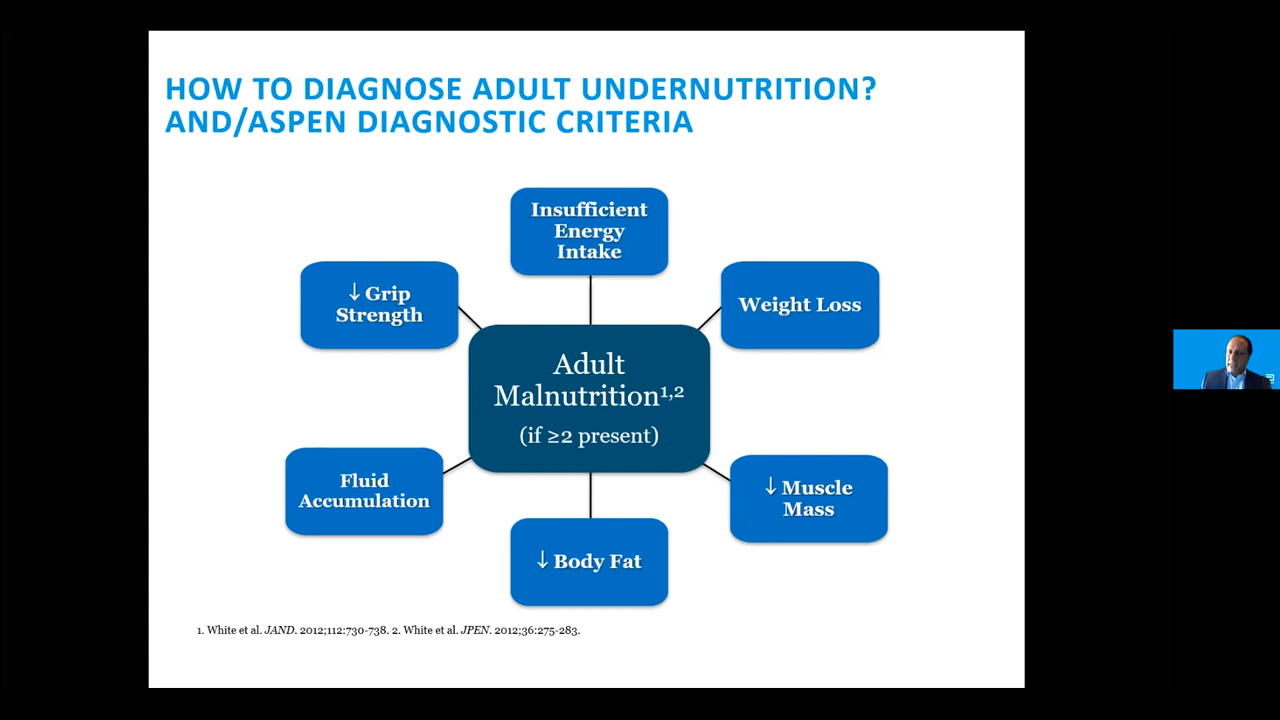 HOW TO DIAGNOSE ADULT UNDERNUTRITION?
AND/ASPEN DIAGNOSTIC CRITERIA
Insufficient
Energy
Intake
↓ Grip
Strength
Weight Loss
Adult
Malnutrition¹,²
(if ≥2 present)
Fluid
Accumulation
↓ Muscle
Mass
↓ Body Fat
1. White et al. JAND. 2012;112:730-738. 2. White et al. JPEN. 2012;36:275-283.